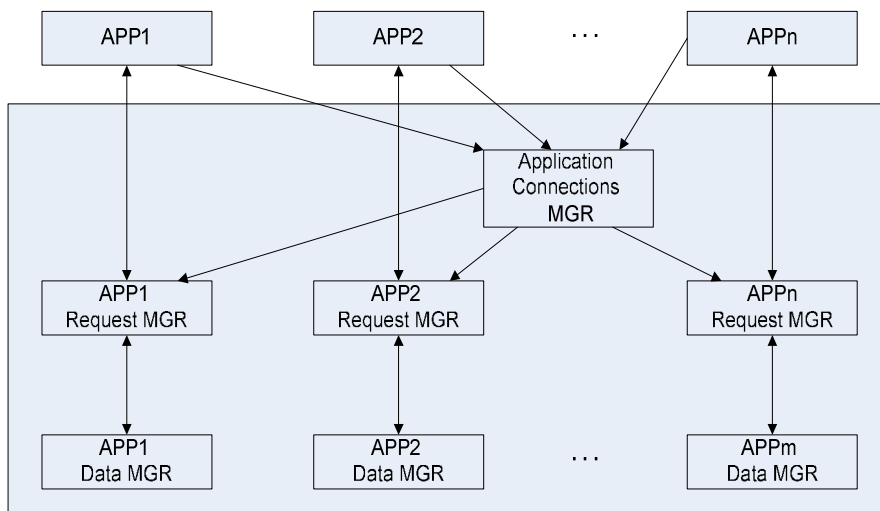 APP1
APP2
...
APPn
Application
Connections
MGR
APP1
Request MGR
APP2
Request MGR
APPn
Request MGR
APP1
Data MGR
APP2
Data MGR
...
APPm
Data MGR